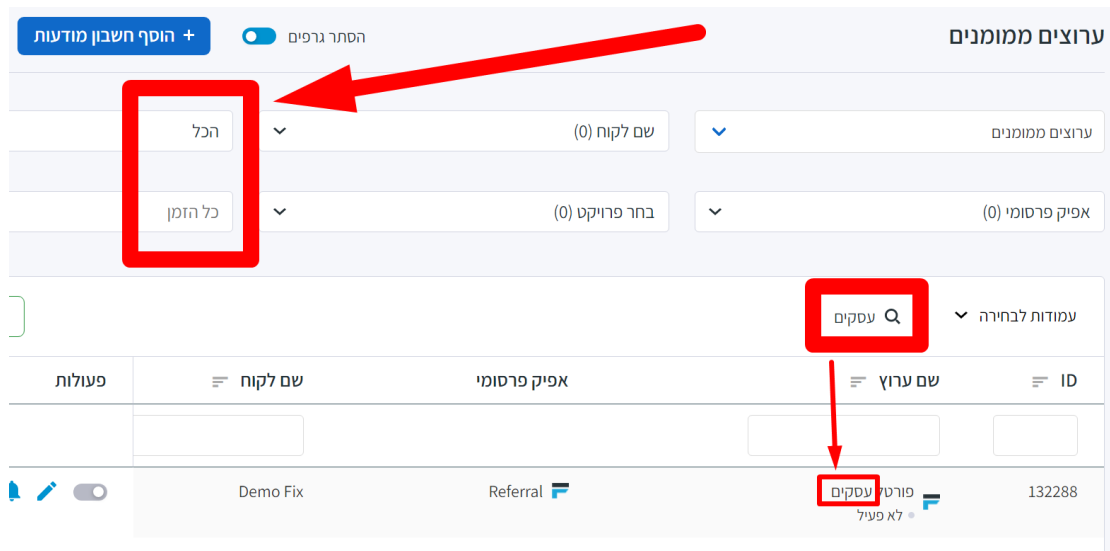 ערוצים ממומנים
הסתר גרפים
+ הוסף חשבון מודעות
ערוצים ממומנים
שם לקוח (0)
הכל
אפיק פרסומי (0)
בחר פרויקט (0)
כל הזמן
עמודות לבחירה
עסקים
ID
שם ערוץ
אפיק פרסומי
שם לקוח
פעולות
132288
פורטל עסקים
לא פעיל
Referral
Demo Fix